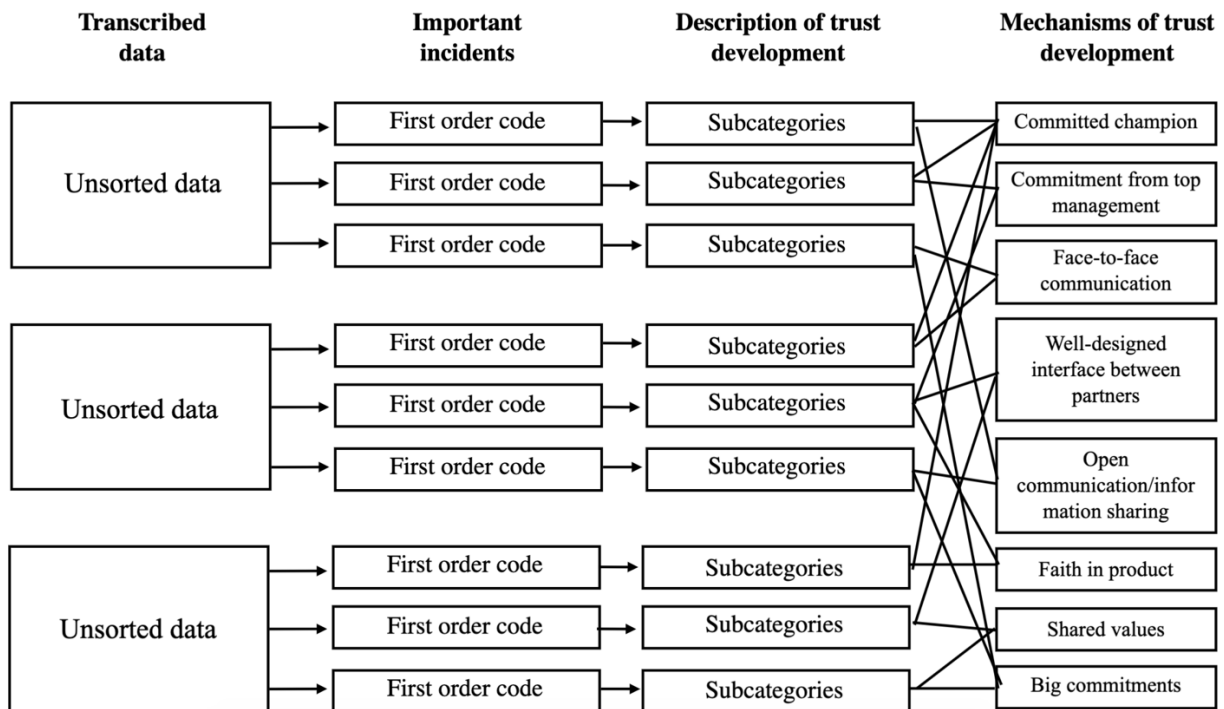 Transcribed
data
Important
incidents
Description of trust
development
Mechanisms of trust
development
Unsorted data
First order code
Subcategories
First order code
Subcategories
First order code
Subcategories
Committed champion
Commitment from top
management
Face-to-face
communication
Unsorted data
First order code
Subcategories
First order code
Subcategories
First order code
Subcategories
Well-designed
interface between
partners
Open
communication/infor
mation sharing
Unsorted data
First order code
Subcategories
First order code
Subcategories
First order code
Subcategories
Faith in product
Shared values
Big commitments